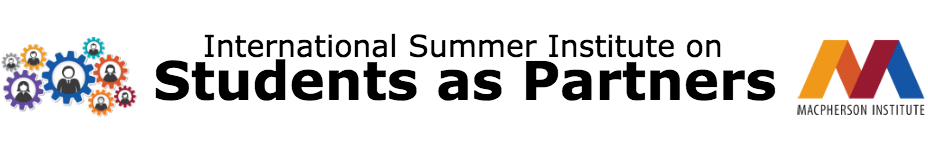 International Summer Institute on
Students as Partners
MACPHERSON INSTITUTE